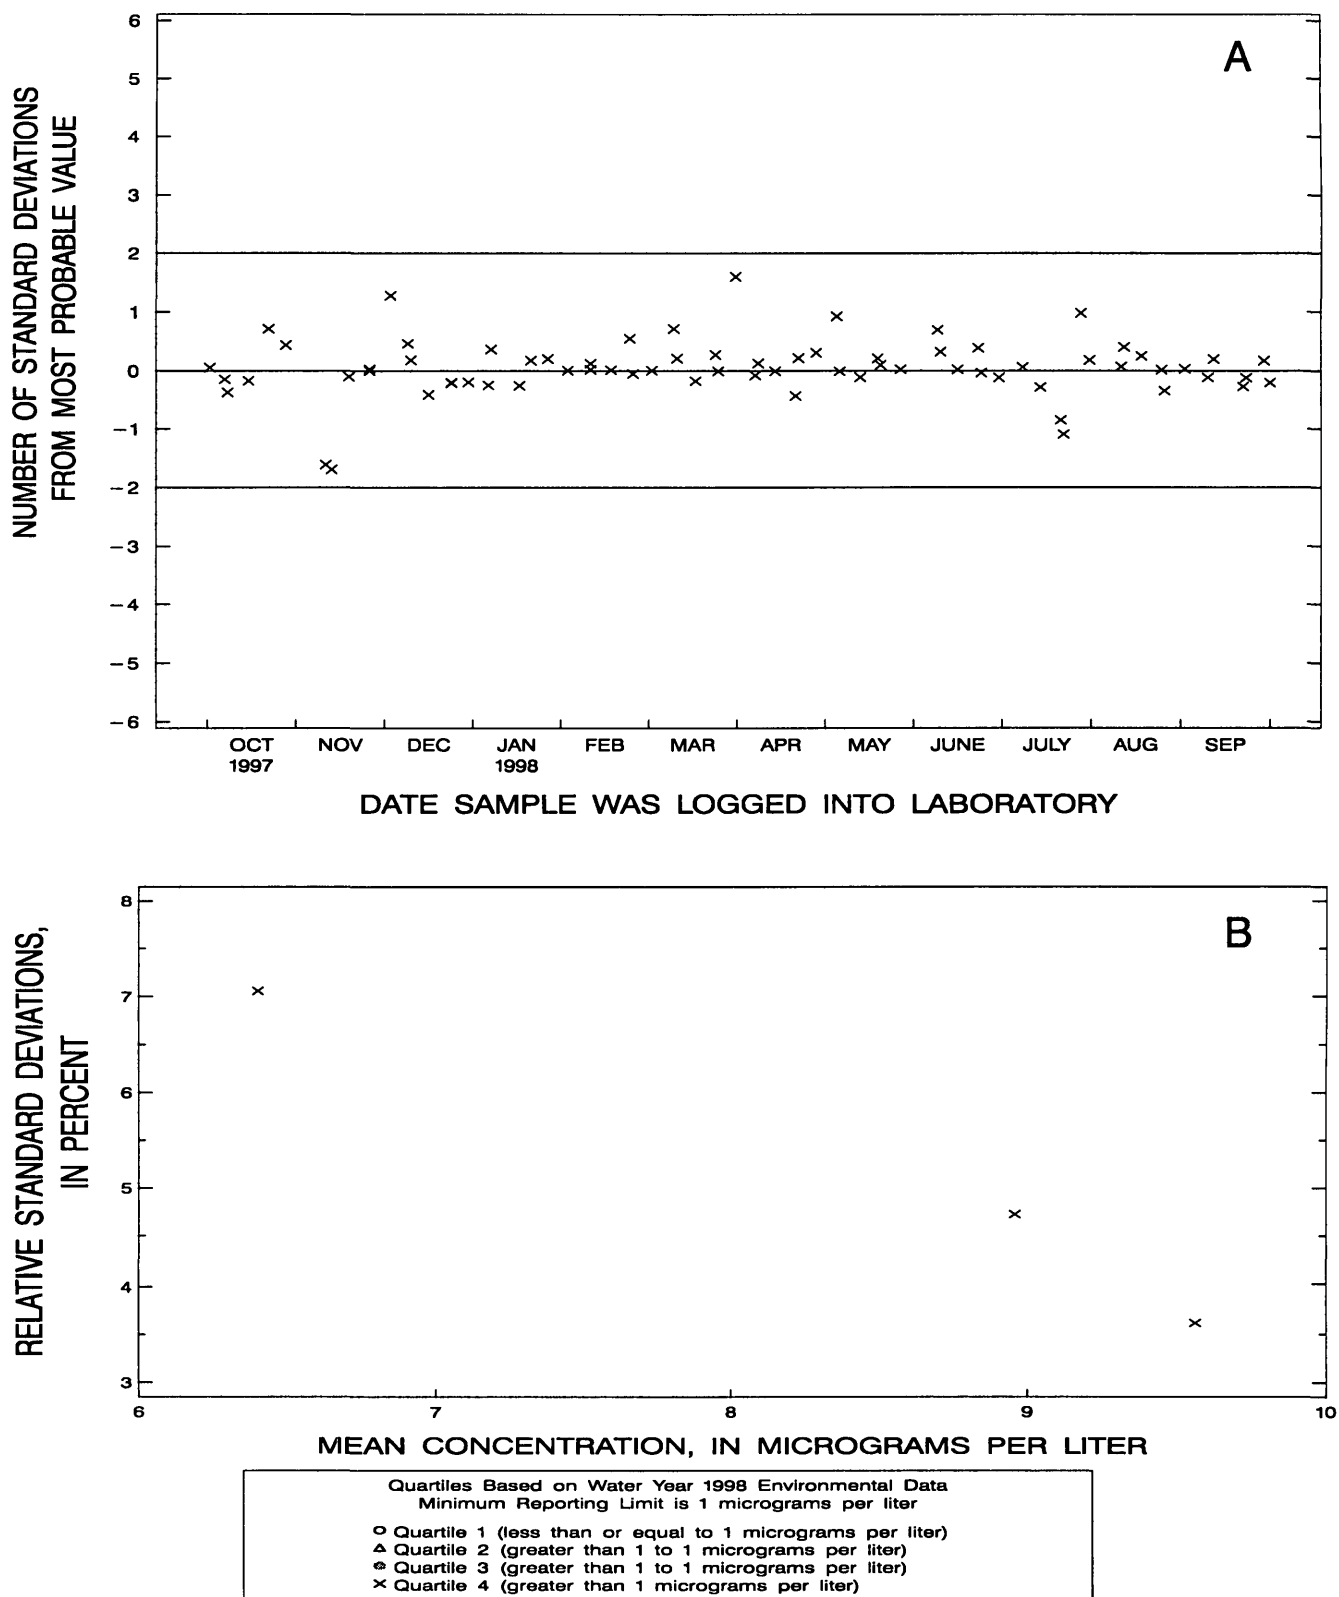 A
NUMBER OF STANDARD DEVIATIONS
FROM MOST PROBABLE VALUE
6
5
4
3
2
1
0
-1
-2
-3
-4
-5
-6
OCT NOV DEC JAN FEB MAR APR MAY JUNE JULY AUG SEP
1997 1998
DATE SAMPLE WAS LOGGED INTO LABORATORY
B
RELATIVE STANDARD DEVIATIONS,
IN PERCENT
8
7
6
5
4
3
6 7 8 9 10
MEAN CONCENTRATION, IN MICROGRAMS PER LITER
Quartiles Based on Water Year 1998 Environmental Data
Minimum Reporting Limit is 1 micrograms per liter
Quartile 1 (less than or equal to 1 micrograms per liter)
Quartile 2 (greater than 1 to 1 micrograms per liter)
Quartile 3 (greater than 1 to 1 micrograms per liter)
Quartile 4 (greater than 1 micrograms per liter)